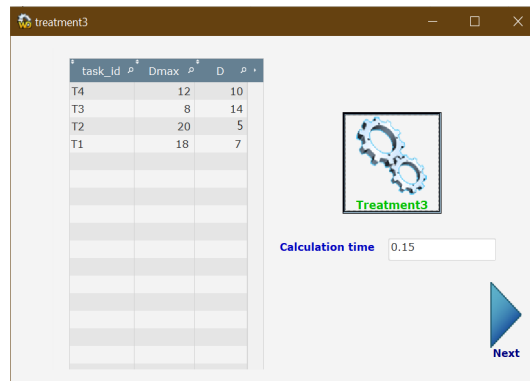 treatment3
task_id Dmax D
T4 12 10
T3 8 14
T2 20 5
T1 18 7
Treatment3
Calculation time 0.15
Next